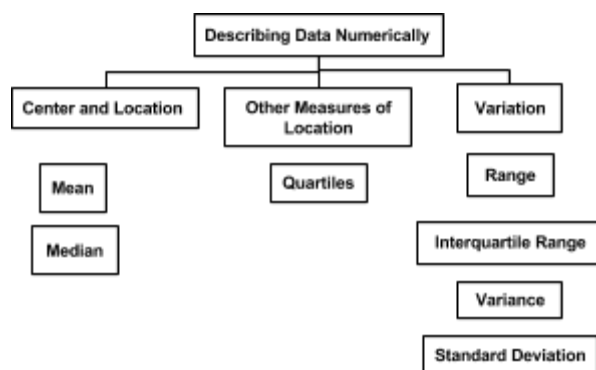 Describing Data Numerically
Center and Location
Other Measures of
Location
Variation
Mean
Quartiles
Range
Median
Interquartile Range
Variance
Standard Deviation